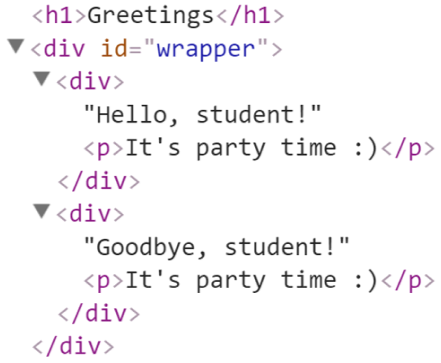 <h1>Greetings</h1>
<div id="wrapper">
<div>
"Hello, student!"
<p>It's party time :)</p>
</div>
<div>
"Goodbye, student!"
<p>It's party time :)</p>
</div>
</div>